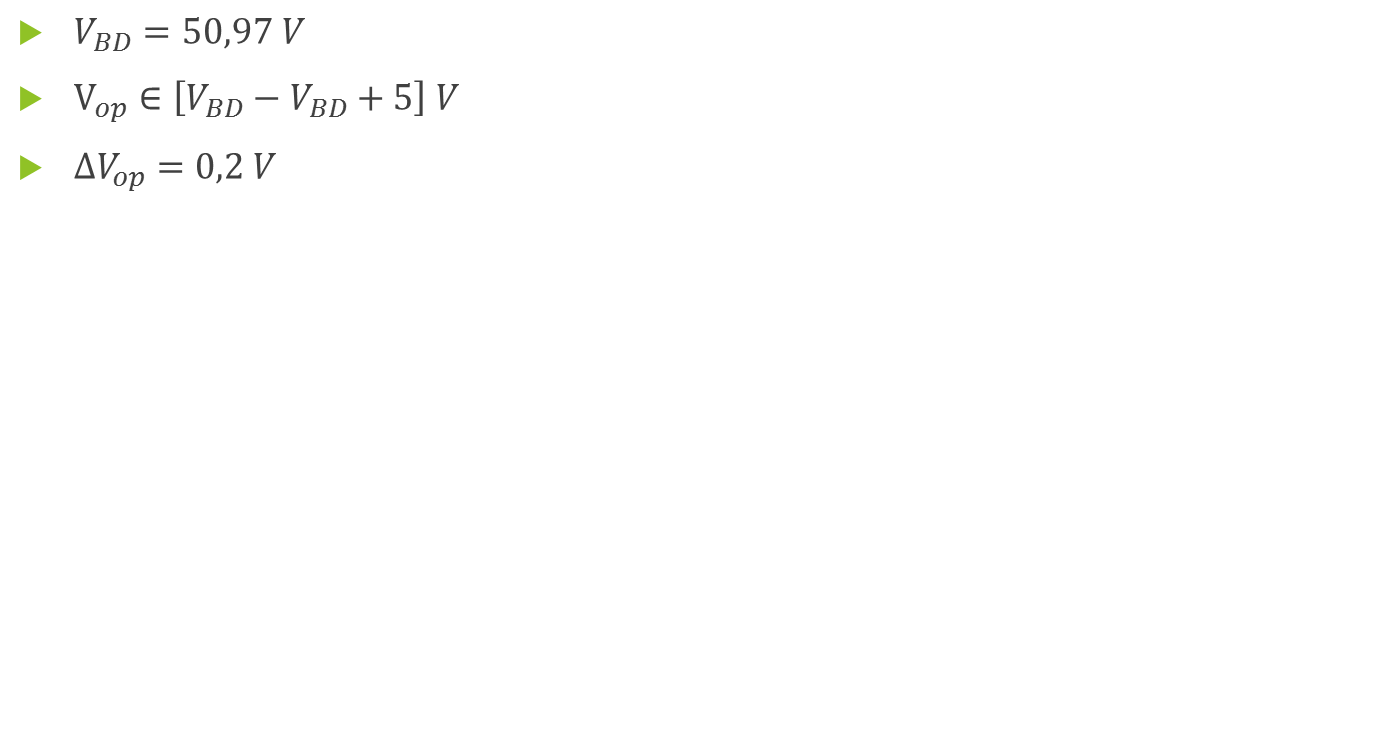 V_BD = 50,97 V
V_op ∈ [V_BD − V_BD + 5] V
ΔV_op = 0,2 V